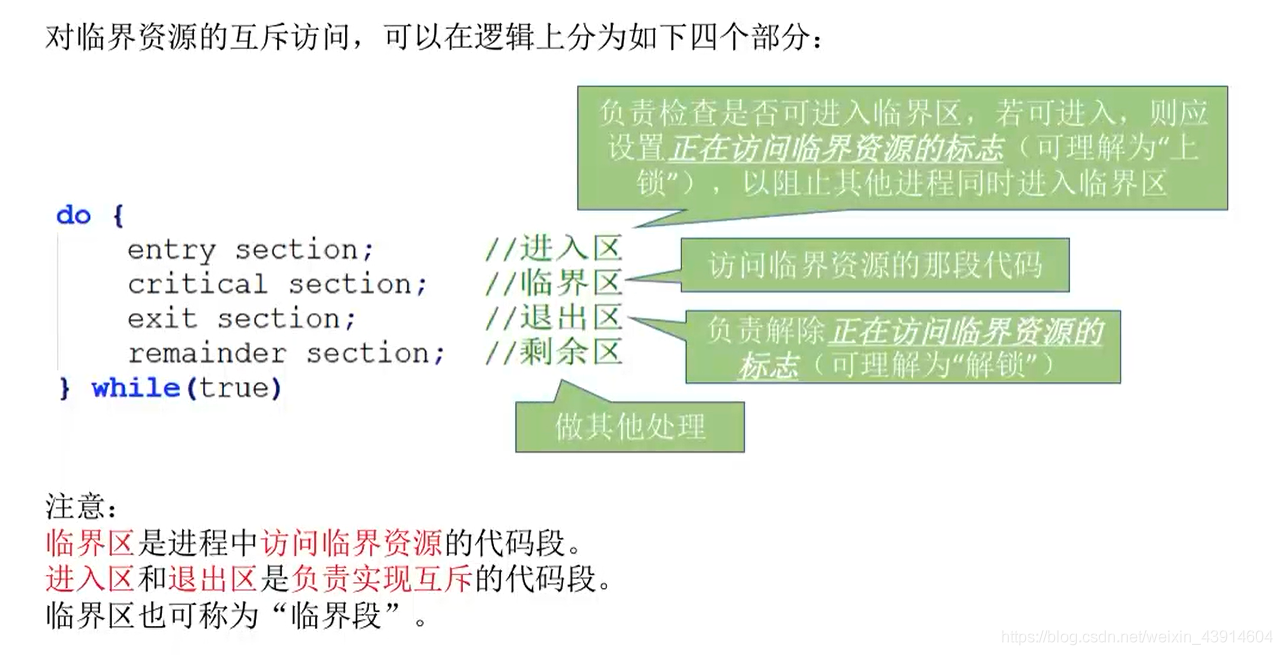 对临界资源的互斥访问，可以在逻辑上分为如下四个部分：
负责检查是否可进入临界区，若可进入，则应
设置正在访问临界资源的标志（可理解为“上
锁”），以阻止其他进程同时进入临界区
do {
entry section; //进入区
critical section; //临界区
exit section; //退出区
remainder section; //剩余区
} while(true)
访问临界资源的那段代码
负责解除正在访问临界资源的
标志（可理解为“解锁”）
做其他处理
注意：
临界区是进程中访问临界资源的代码段。
进入区和退出区是负责实现互斥的代码段。
临界区也可称为“临界段”。
https://blog.csdn.net/weixin_43914604